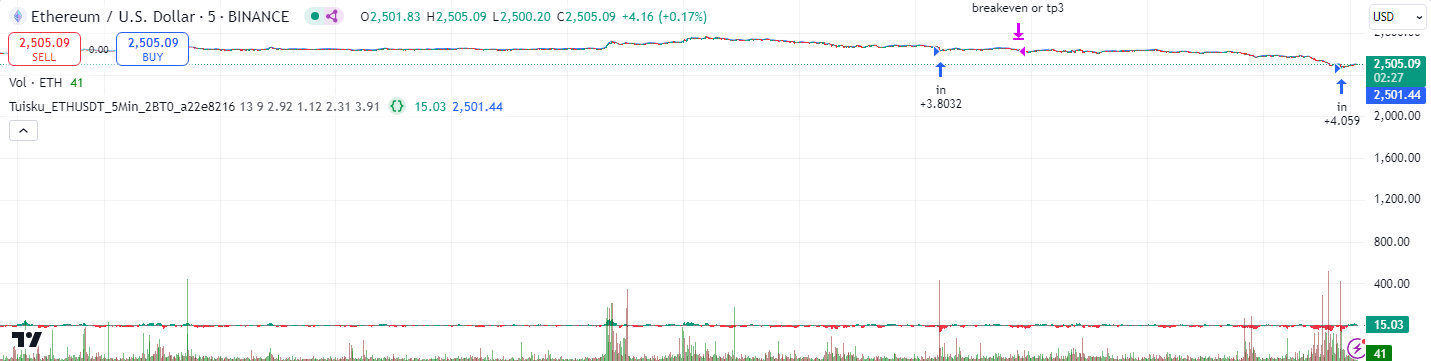 Ethereum / U.S. Dollar · 5 · BINANCE O2,501.83 H2,505.09 L2,500.20 C2,505.09 +4.16 (+0.17%)
breakeven or tp3
USD
2,505.09 SELL
0.00
2,505.09 BUY
Vol · ETH 41
Tuisku_ETHUSDT_5Min_2BT0_a22e8216 13 9 2.92 1.12 2.31 3.91 {} 15.03 2,501.44
in
+3.8032
in
+4.059
2,505.09
02:27
2,501.44
2,000.00
1,600.00
1,200.00
800.00
400.00
15.03
41